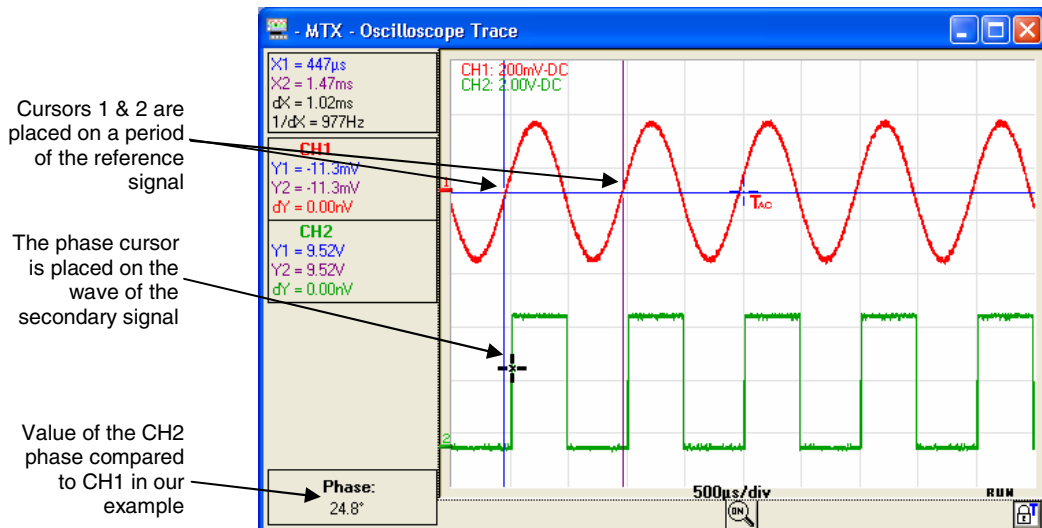 - MTX - Oscilloscope Trace
X1 = 447µs
X2 = 1.47ms
dX = 1.02ms
1/dX = 977Hz
CH1
Y1 = -11.3mV
Y2 = -11.3mV
dY = 0.00nV
CH2
Y1 = 9.52V
Y2 = 9.52V
dY = 0.00nV
Phase:
24.8°
CH1: 200mV-DC
CH2: 2.00V-DC
1
TAC
2
500µs/div
RUN
ON
T
Cursors 1 & 2 are
placed on a period
of the reference
signal
The phase cursor
is placed on the
wave of the
secondary signal
Value of the CH2
phase compared
to CH1 in our
example